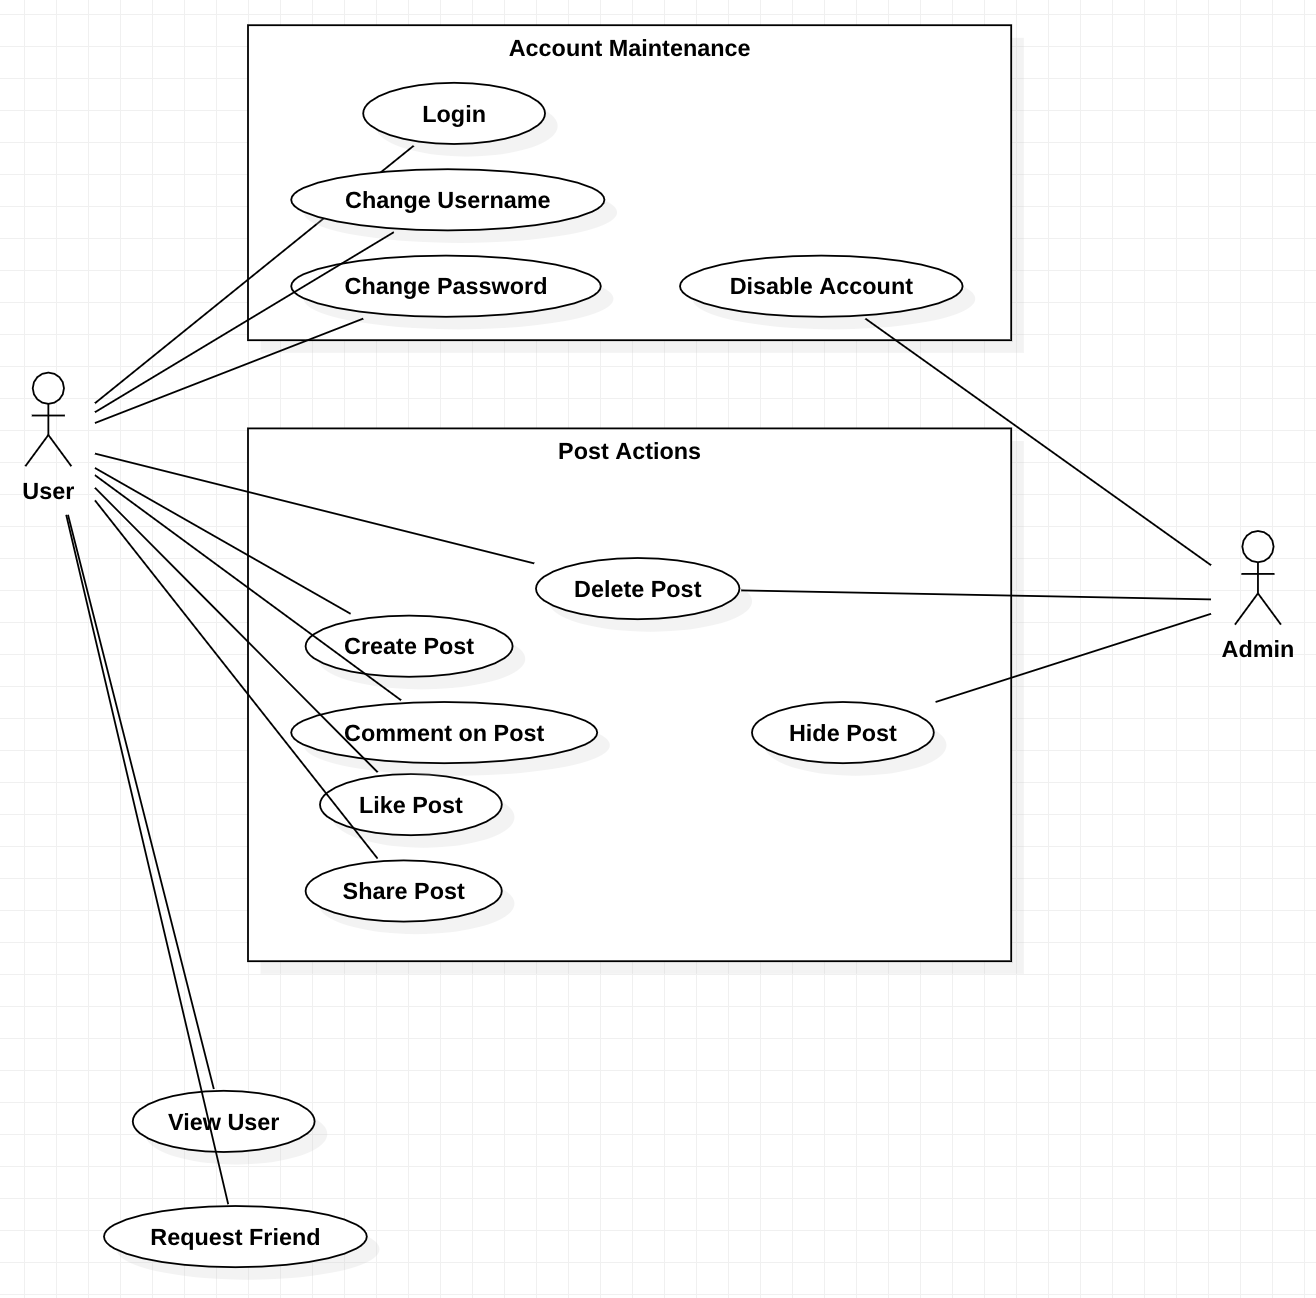 Account Maintenance
Login
Change Username
Change Password
Disable Account
User
Post Actions
Delete Post
Create Post
Admin
Comment on Post
Hide Post
Like Post
Share Post
View User
Request Friend